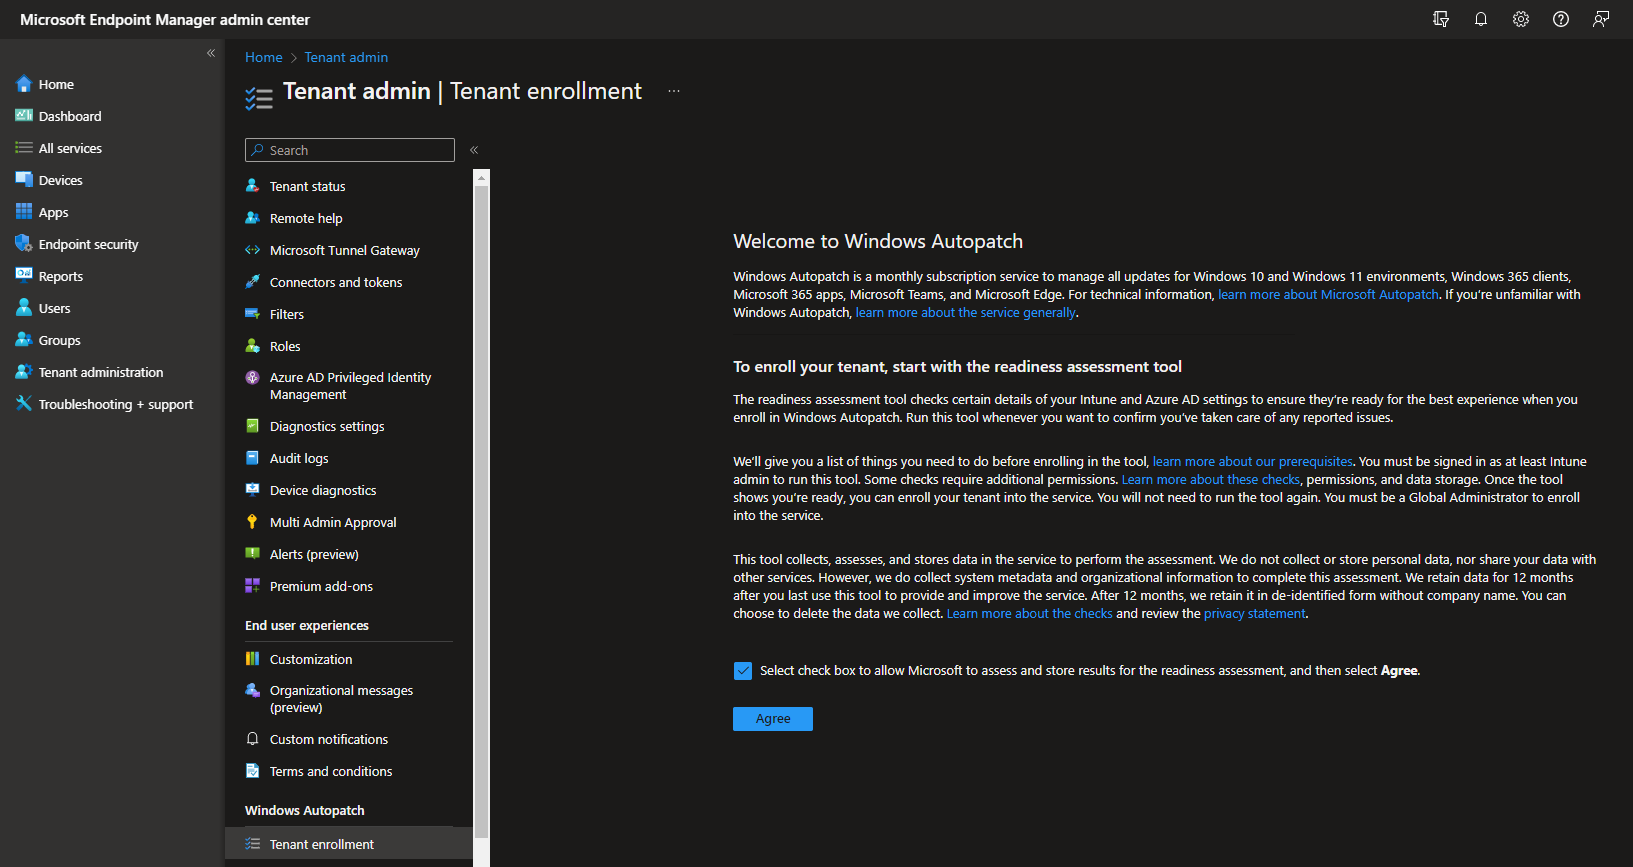 Microsoft Endpoint Manager admin center
Home
Dashboard
All services
Devices
Apps
Endpoint security
Reports
Users
Groups
Tenant administration
Troubleshooting + support
Home > Tenant admin
Tenant admin | Tenant enrollment ...
Search
Tenant status
Remote help
Microsoft Tunnel Gateway
Connectors and tokens
Filters
Roles
Azure AD Privileged Identity
Management
Diagnostics settings
Audit logs
Device diagnostics
Multi Admin Approval
Alerts (preview)
Premium add-ons
End user experiences
Customization
Organizational messages
(preview)
Custom notifications
Terms and conditions
Windows Autopatch
Tenant enrollment
Welcome to Windows Autopatch
Windows Autopatch is a monthly subscription service to manage all updates for Windows 10 and Windows 11 environments, Windows 365 clients,
Microsoft 365 apps, Microsoft Teams, and Microsoft Edge. For technical information, learn more about Microsoft Autopatch. If you're unfamiliar with
Windows Autopatch, learn more about the service generally.
To enroll your tenant, start with the readiness assessment tool
The readiness assessment tool checks certain details of your Intune and Azure AD settings to ensure they're ready for the best experience when you
enroll in Windows Autopatch. Run this tool whenever you want to confirm you've taken care of any reported issues.
We'll give you a list of things you need to do before enrolling in the tool, learn more about our prerequisites. You must be signed in as at least Intune
admin to run this tool. Some checks require additional permissions. Learn more about these checks, permissions, and data storage. Once the tool
shows you're ready, you can enroll your tenant into the service. You will not need to run the tool again. You must be a Global Administrator to enroll
into the service.
This tool collects, assesses, and stores data in the service to perform the assessment. We do not collect or store personal data, nor share your data with
other services. However, we do collect system metadata and organizational information to complete this assessment. We retain data for 12 months
after you last use this tool to provide and improve the service. After 12 months, we retain it in de-identified form without company name. You can
choose to delete the data we collect. Learn more about the checks and review the privacy statement.
Select check box to allow Microsoft to assess and store results for the readiness assessment, and then select Agree.
Agree